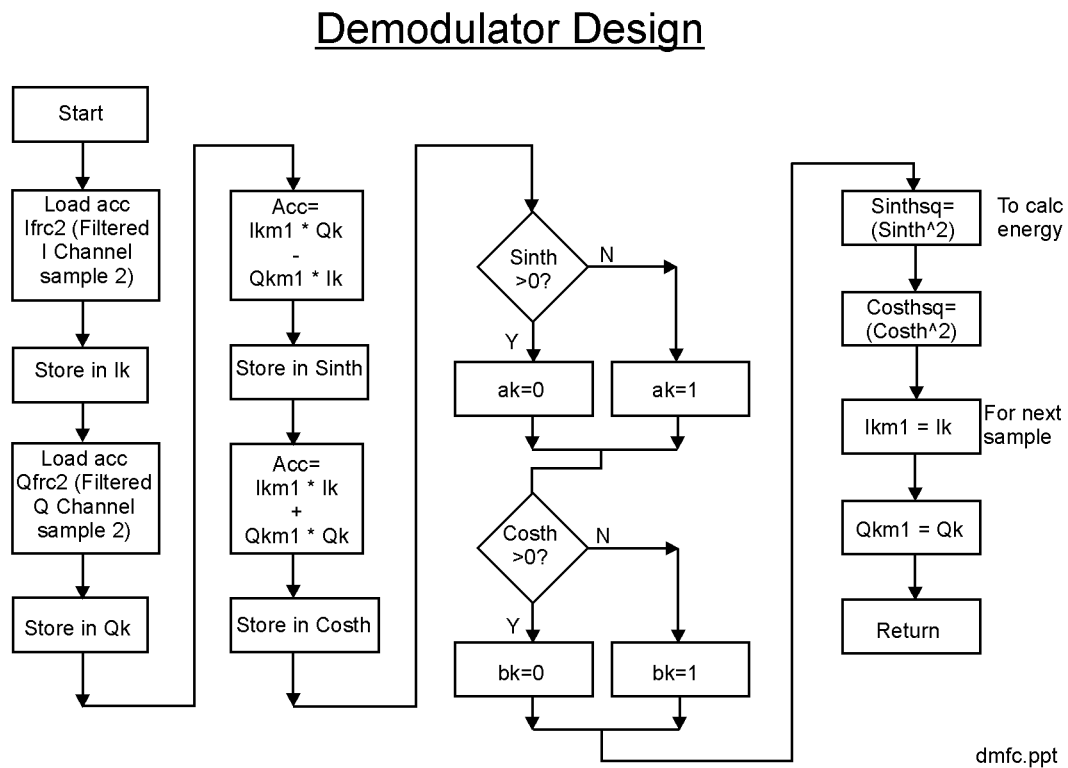 Demodulator Design
Start
Load acc
Ifrc2 (Filtered
I Channel
sample 2)
Store in Ik
Load acc
Qfrc2 (Filtered
Q Channel
sample 2)
Store in Qk
Acc=
Ikm1 * Qk
-
Qkm1 * Ik
Store in Sinth
Acc=
Ikm1 * Ik
+
Qkm1 * Qk
Store in Costh
Sinth
>0?
N
Y
ak=0
ak=1
Costh
>0?
N
Y
bk=0
bk=1
Sinthsq=
(Sinth^2)
To calc
energy
Costhsq=
(Costh^2)
Ikm1 = Ik
For next
sample
Qkm1 = Qk
Return
dmfc.ppt